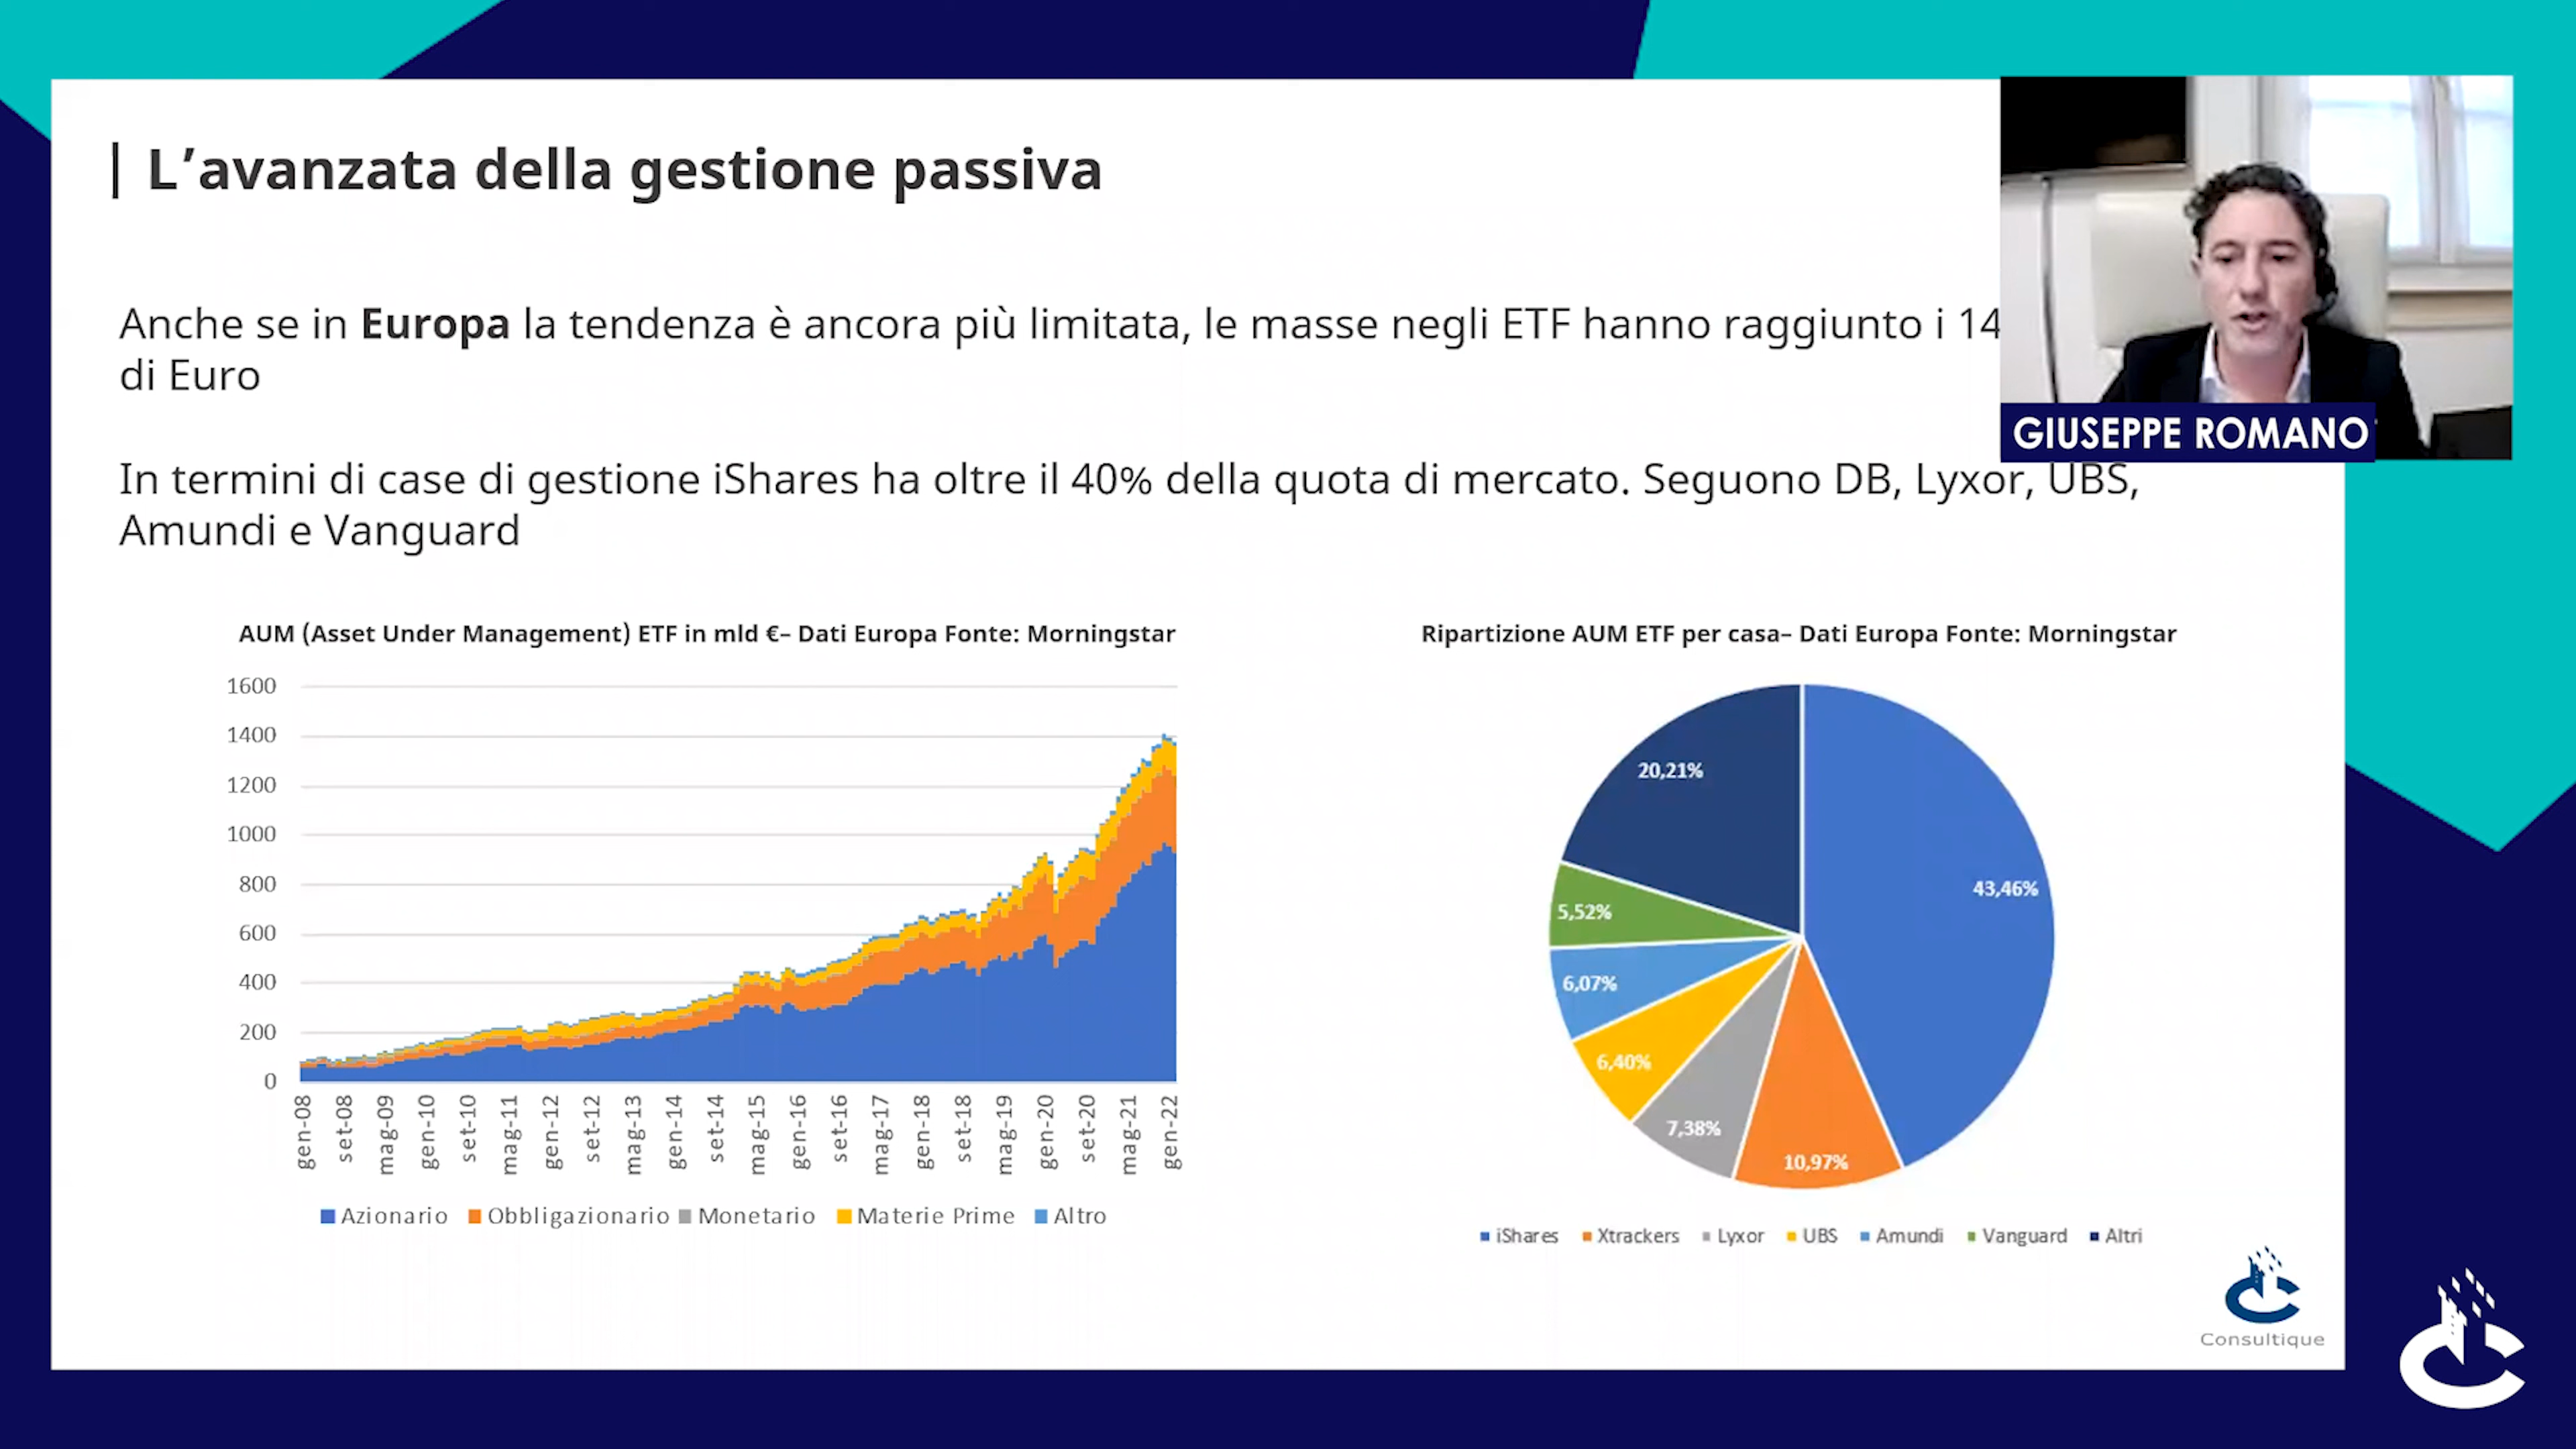 L’avanzata della gestione passiva
Anche se in Europa la tendenza è ancora più limitata, le masse negli ETF hanno raggiunto i 14
di Euro
GIUSEPPE ROMANO
In termini di case di gestione iShares ha oltre il 40% della quota di mercato. Seguono DB, Lyxor, UBS,
Amundi e Vanguard
AUM (Asset Under Management) ETF in mld €– Dati Europa Fonte: Morningstar
1600
1400
1200
1000
800
600
400
200
0
gen-08
set-08
mag-09
gen-10
set-10
mag-11
gen-12
set-12
mag-13
gen-14
set-14
mag-15
gen-16
set-16
mag-17
gen-18
set-18
mag-19
gen-20
set-20
mag-21
gen-22
Azionario Obbligazionario Monetario Materie Prime Altro
Ripartizione AUM ETF per casa– Dati Europa Fonte: Morningstar
20,21%
43,46%
5,52%
6,07%
6,40%
7,38%
10,97%
iShares Xtrackers Lyxor UBS Amundi Vanguard Altri
Consultique